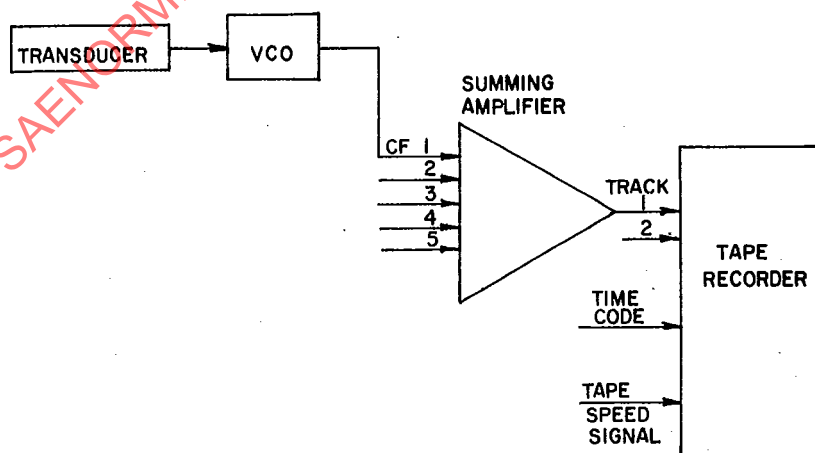 SAENORM
TRANSDUCER
VCO
SUMMING
AMPLIFIER
CF 1
2
3
4
5
TRACK
1
2
TAPE
RECORDER
TIME
CODE
TAPE
SPEED
SIGNAL